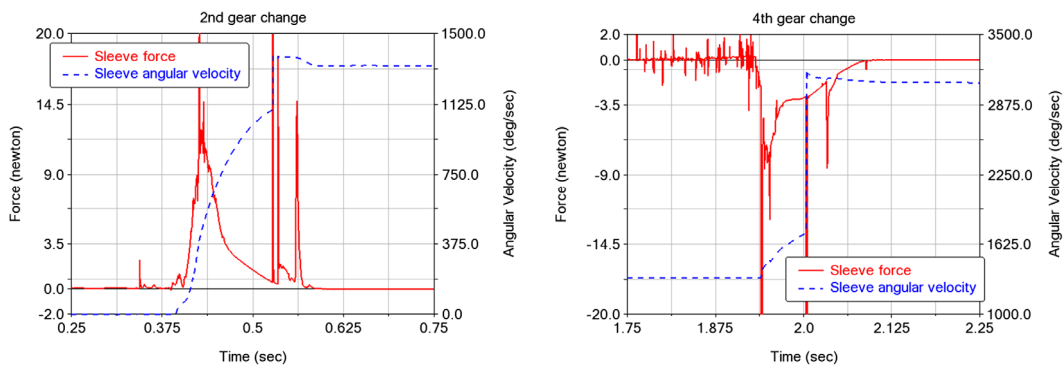 2nd gear change
20.0
14.5
9.0
3.5
0.0
-2.0
Force (newton)
Sleeve force
Sleeve angular velocity
1500.0
1125.0
750.0
375.0
0.0
Angular Velocity (deg/sec)
0.25
0.375
0.5
0.625
0.75
Time (sec)
4th gear change
2.0
0.0
-3.5
-9.0
-14.5
-20.0
Force (newton)
Sleeve force
Sleeve angular velocity
3500.0
2875.0
2250.0
1625.0
1000.0
Angular Velocity (deg/sec)
1.75
1.875
2.0
2.125
2.25
Time (sec)